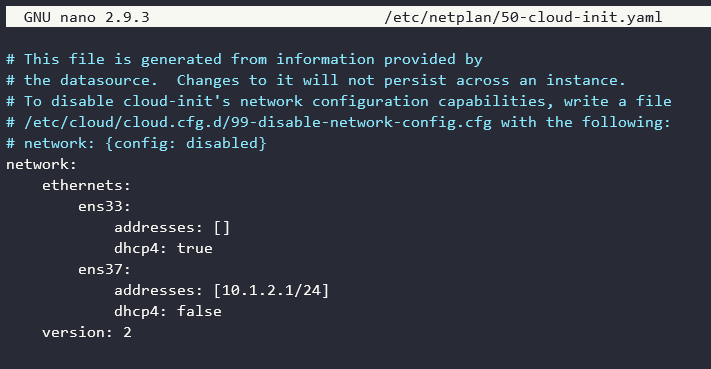 GNU nano 2.9.3 /etc/netplan/50-cloud-init.yaml
# This file is generated from information provided by
# the datasource.  Changes to it will not persist across an instance.
# To disable cloud-init's network configuration capabilities, write a file
# /etc/cloud/cloud.cfg.d/99-disable-network-config.cfg with the following:
# network: {config: disabled}
network:
    ethernets:
        ens33:
            addresses: []
            dhcp4: true
        ens37:
            addresses: [10.1.2.1/24]
            dhcp4: false
    version: 2